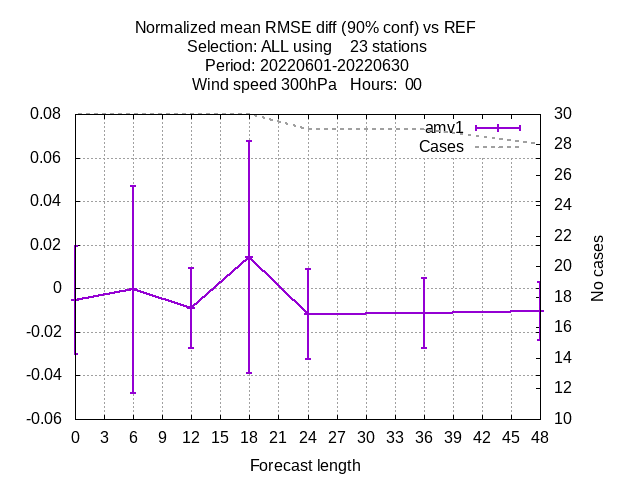 Normalized mean RMSE diff (90% conf) vs REF
Selection: ALL using    23 stations
Period: 20220601-20220630
Wind speed 300hPa   Hours:  00
0.08
0.06
0.04
0.02
0
-0.02
-0.04
-0.06
amv1
Cases
30
28
26
24
22
20
18
16
14
12
10
No cases
0 3 6 9 12 15 18 21 24 27 30 33 36 39 42 45 48
Forecast length